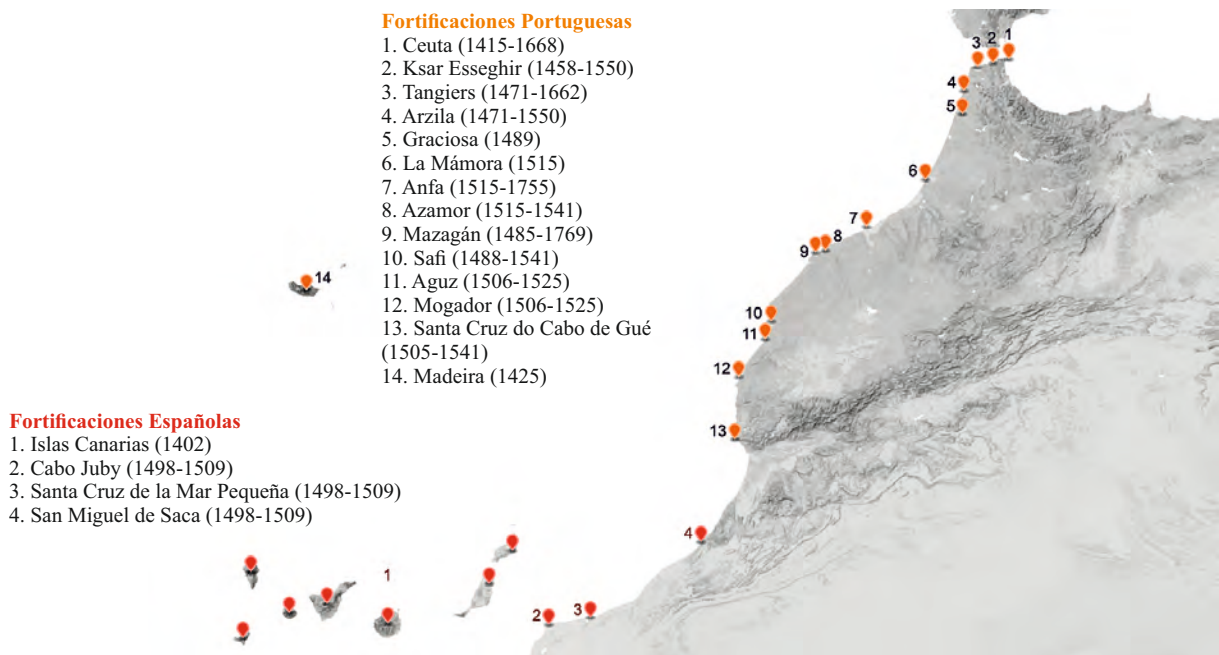 Fortificaciones Portuguesas
1. Ceuta (1415-1668)
2. Ksar Esseghir (1458-1550)
3. Tangiers (1471-1662)
4. Arzila (1471-1550)
5. Graciosa (1489)
6. La Mámora (1515)
7. Anfa (1515-1755)
8. Azamor (1515-1541)
9. Mazagán (1485-1769)
10. Safi (1488-1541)
11. Aguz (1506-1525)
12. Mogador (1506-1525)
13. Santa Cruz do Cabo de Gué
(1505-1541)
14. Madeira (1425)
Fortificaciones Españolas
1. Islas Canarias (1402)
2. Cabo Juby (1498-1509)
3. Santa Cruz de la Mar Pequeña (1498-1509)
4. San Miguel de Saca (1498-1509)
3 2 1
4
5
6
7
9 8
14
10
11
12
13
4
1
2 3